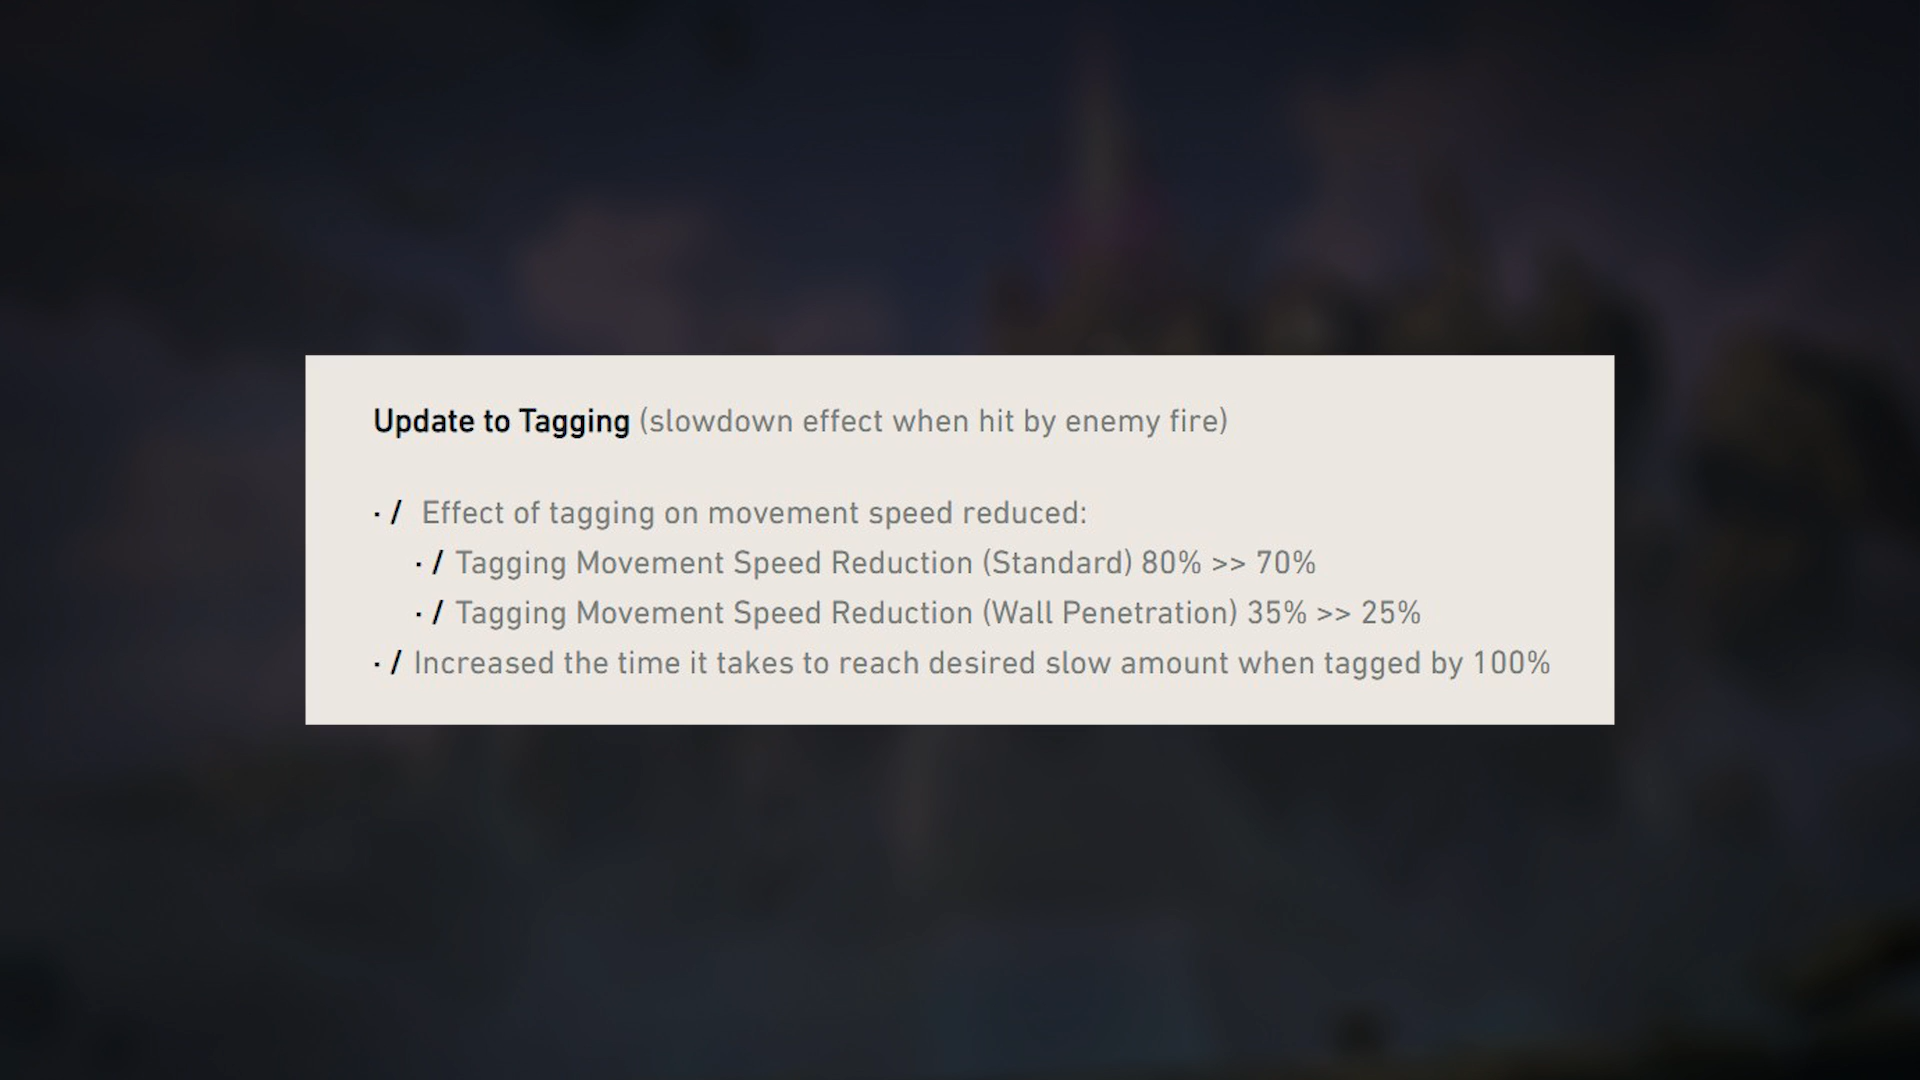 Update to Tagging (slowdown effect when hit by enemy fire)
· / Effect of tagging on movement speed reduced:
· / Tagging Movement Speed Reduction (Standard) 80% >> 70%
· / Tagging Movement Speed Reduction (Wall Penetration) 35% >> 25%
· / Increased the time it takes to reach desired slow amount when tagged by 100%